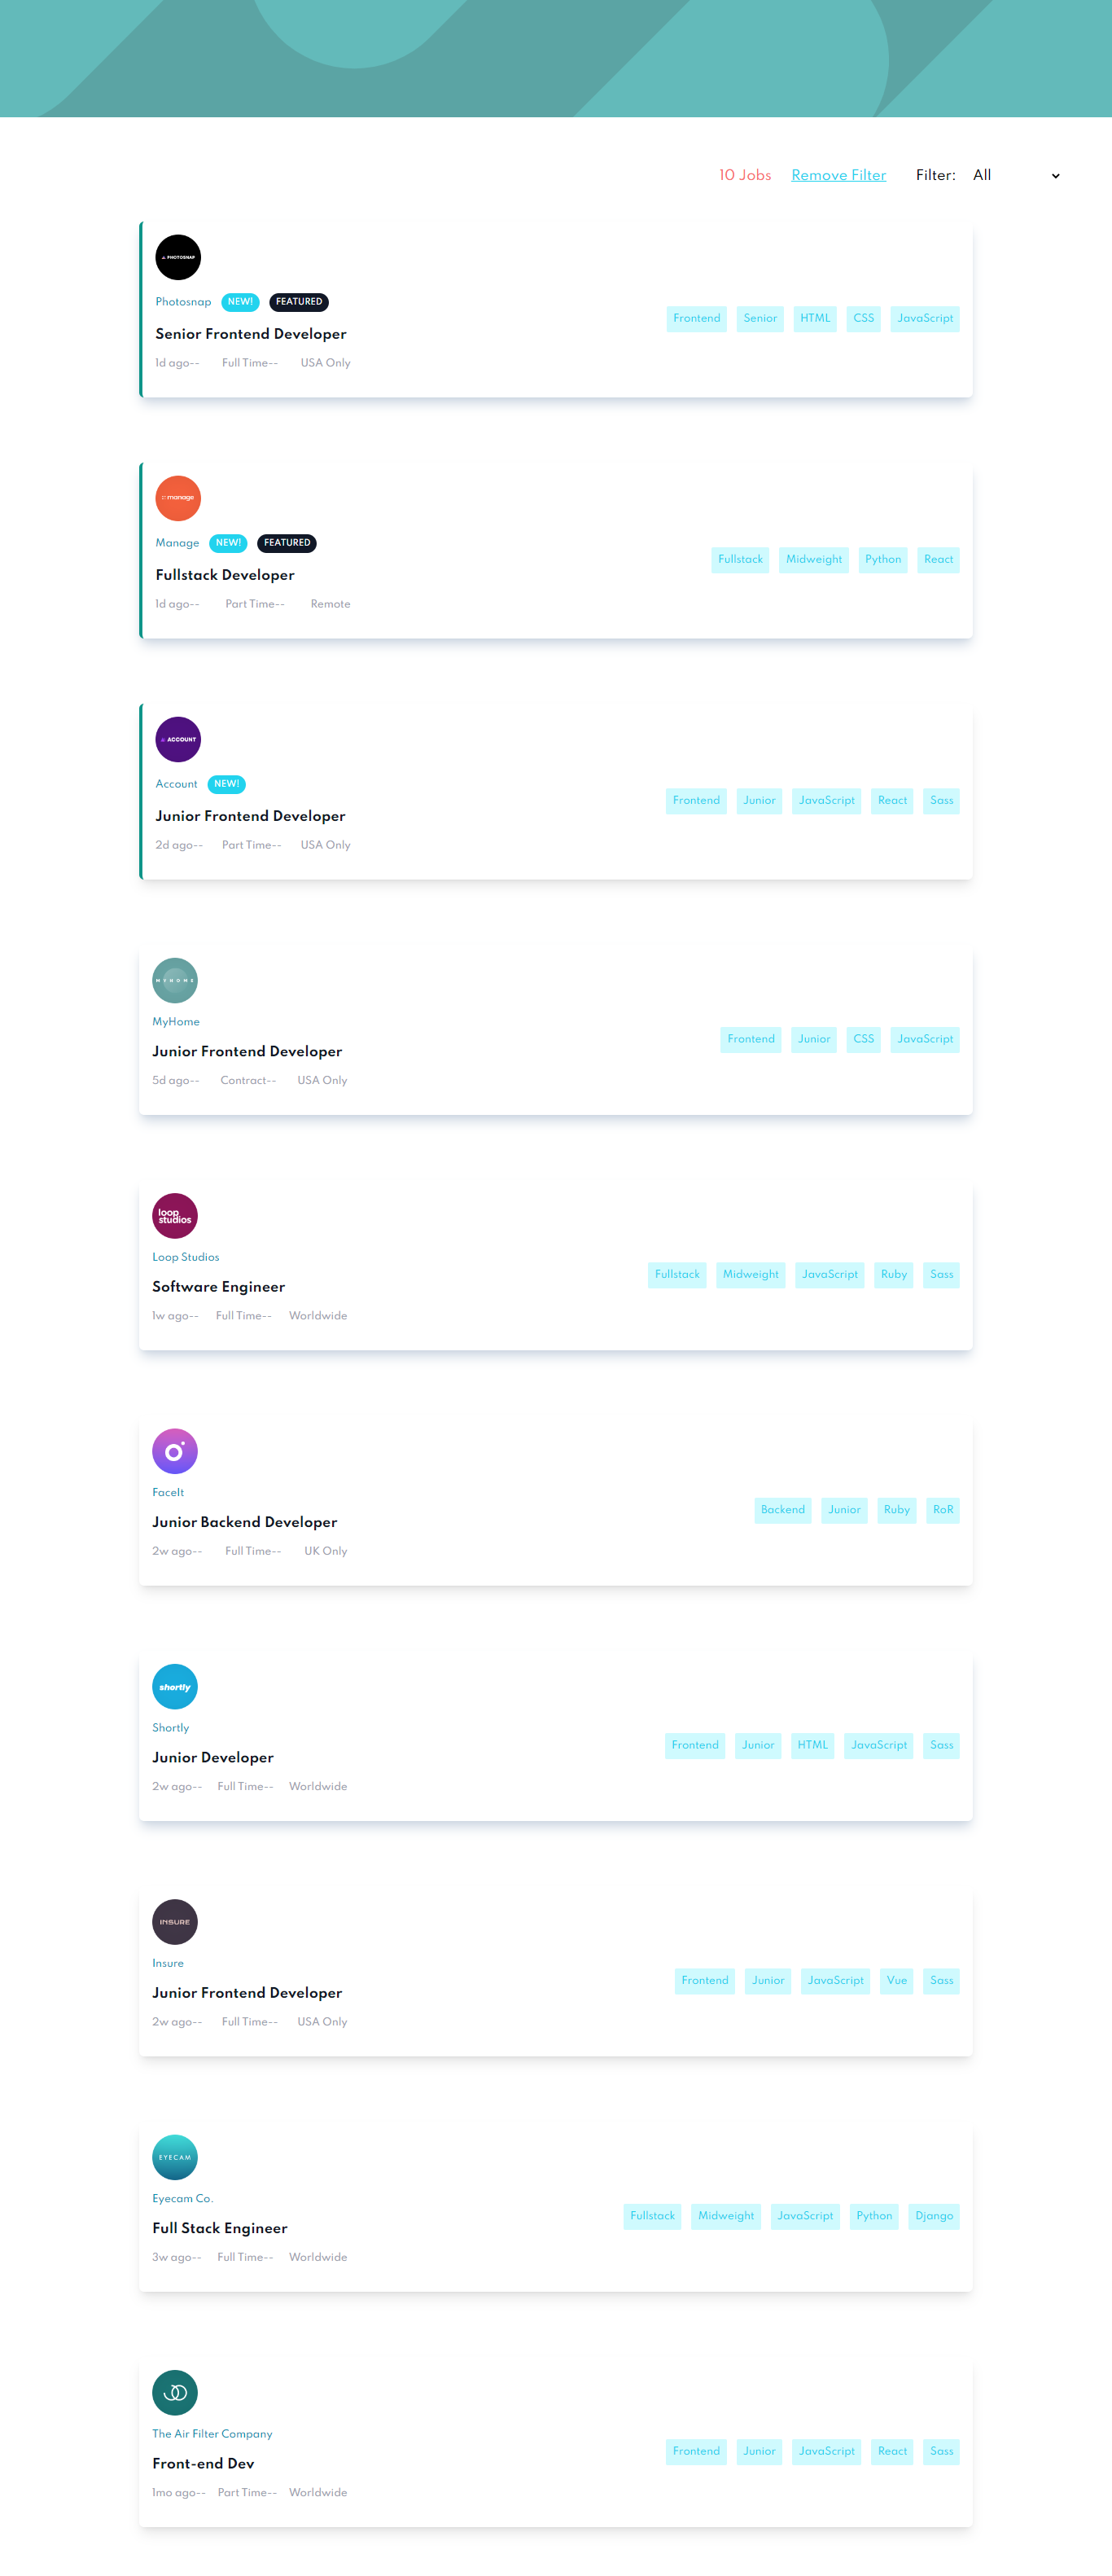 10 Jobs Remove Filter Filter: All
PHOTOSNAP
Photosnap NEW! FEATURED
Senior Frontend Developer
1d ago-- Full Time-- USA Only
Frontend Senior HTML CSS JavaScript
manage
Manage NEW! FEATURED
Fullstack Developer
1d ago-- Part Time-- Remote
Fullstack Midweight Python React
ACCOUNT
Account NEW!
Junior Frontend Developer
2d ago-- Part Time-- USA Only
Frontend Junior JavaScript React Sass
MYHOME
MyHome
Junior Frontend Developer
5d ago-- Contract-- USA Only
Frontend Junior CSS JavaScript
loop
studios
Loop Studios
Software Engineer
1w ago-- Full Time-- Worldwide
Fullstack Midweight JavaScript Ruby Sass
FaceIt
Junior Backend Developer
2w ago-- Full Time-- UK Only
Backend Junior Ruby RoR
shortly
Shortly
Junior Developer
2w ago-- Full Time-- Worldwide
Frontend Junior HTML JavaScript Sass
INSURE
Insure
Junior Frontend Developer
2w ago-- Full Time-- USA Only
Frontend Junior JavaScript Vue Sass
EYECAM
Eyecam Co.
Full Stack Engineer
3w ago-- Full Time-- Worldwide
Fullstack Midweight JavaScript Python Django
The Air Filter Company
Front-end Dev
1mo ago-- Part Time-- Worldwide
Frontend Junior JavaScript React Sass